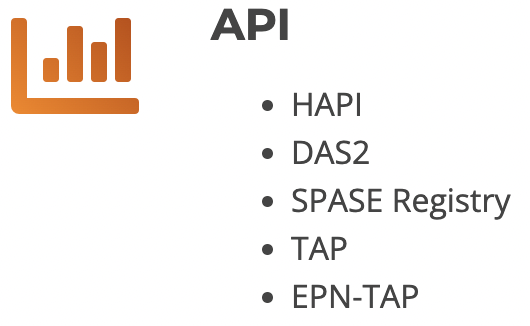 API
• HAPI
• DAS2
• SPASE Registry
• TAP
• EPN-TAP